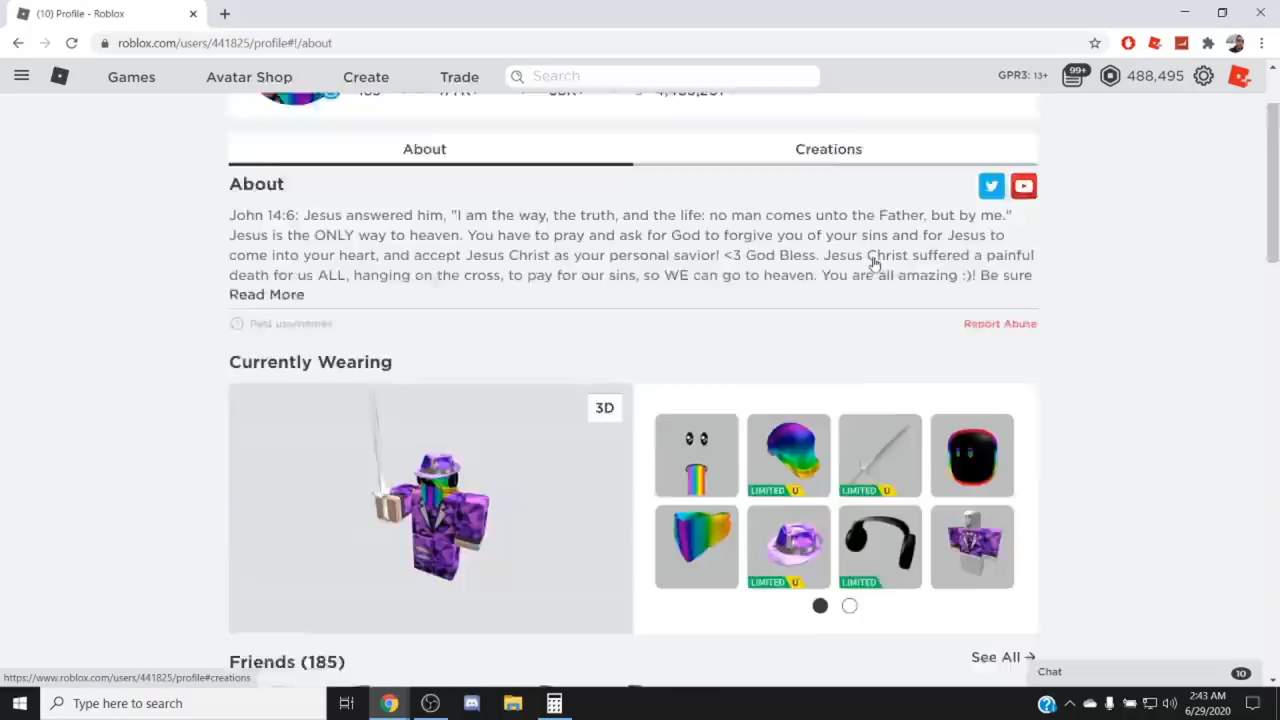 (10) Profile - Roblox
roblox.com/users/441825/profile#!/about
Games Avatar Shop Create Trade Search GPR3: 13+ 99+ 488,495
185
About Creations
About
John 14:6: Jesus answered him, "I am the way, the truth, and the life: no man comes unto the Father, but by me."
Jesus is the ONLY way to heaven. You have to pray and ask for God to forgive you of your sins and for Jesus to
come into your heart, and accept Jesus Christ as your personal savior! <3 God Bless. Jesus Christ suffered a painful
death for us ALL, hanging on the cross, to pay for our sins, so WE can go to heaven. You are all amazing :)! Be sure
Read More
Past usernames Report Abuse
Currently Wearing
3D
LIMITED U LIMITED U
LIMITED U LIMITED
Friends (185) See All →
https://www.roblox.com/users/441825/profile#creations
Chat 10
Type here to search
2:43 AM
6/29/2020